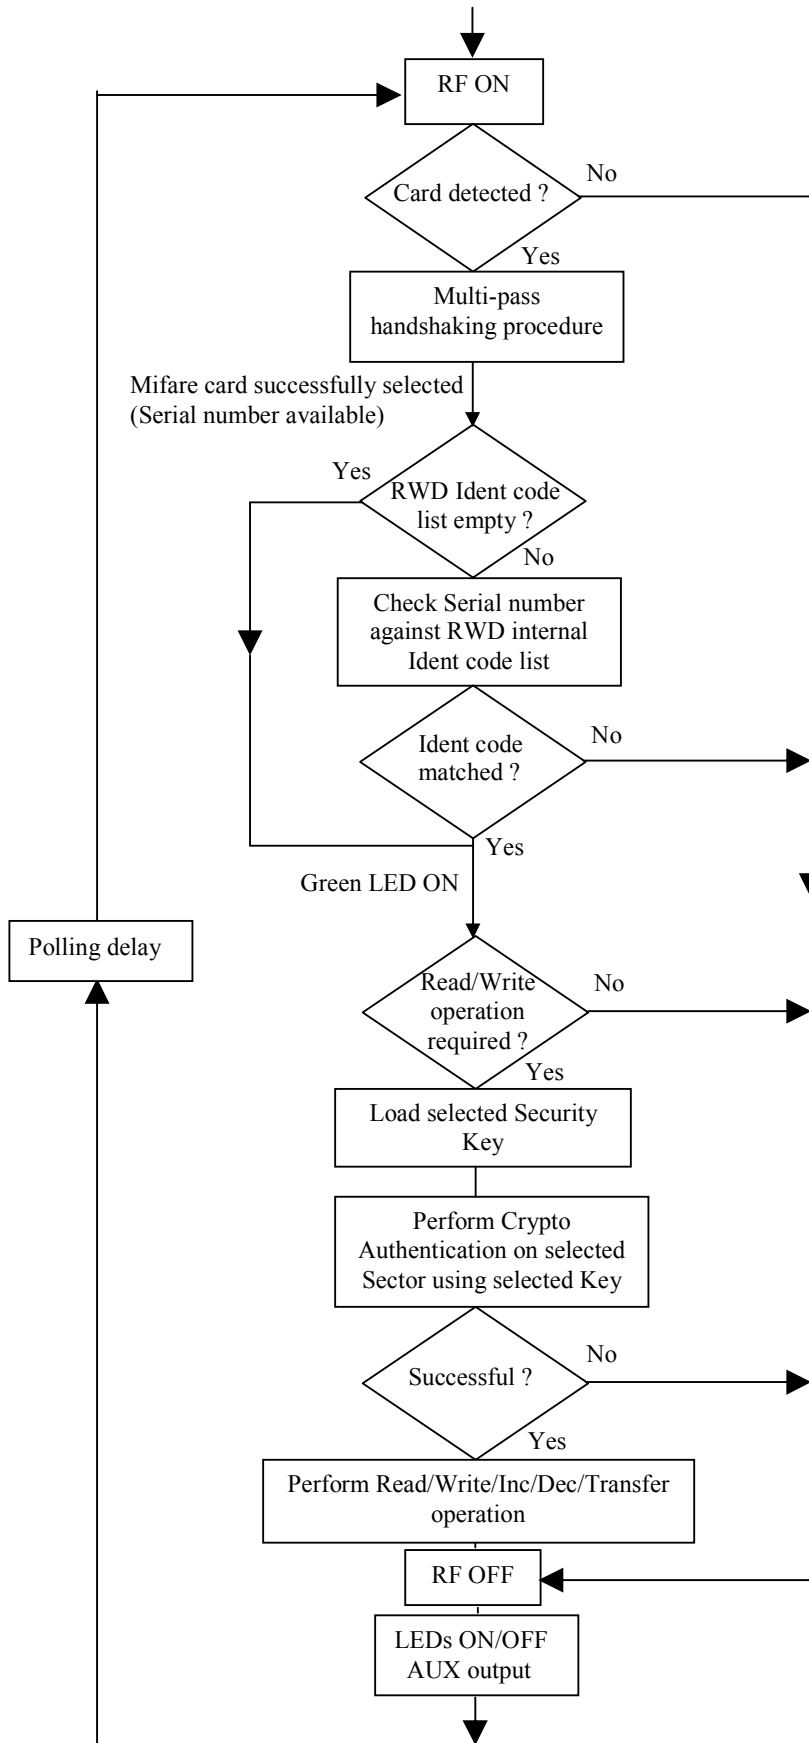 RF ON
No
Card detected ?
Yes
Multi-pass
handshaking procedure
Mifare card successfully selected
(Serial number available)
Yes
RWD Ident code
list empty ?
No
Check Serial number
against RWD internal
Ident code list
Ident code
matched ?
No
Yes
Green LED ON
Polling delay
Read/Write
operation
required ?
No
Yes
Load selected Security
Key
Perform Crypto
Authentication on selected
Sector using selected Key
Successful ?
No
Yes
Perform Read/Write/Inc/Dec/Transfer
operation
RF OFF
LEDs ON/OFF
AUX output